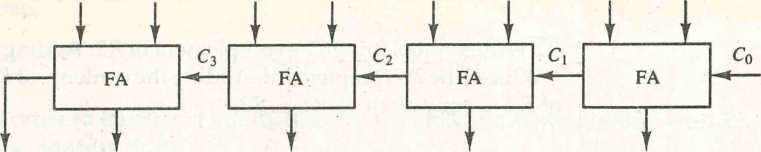 FA C₃ FA C₂ FA C₁ FA C₀